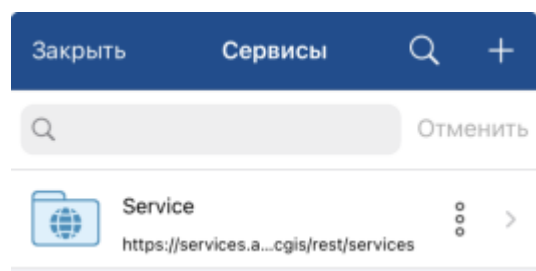 Закрыть Сервисы
Отменить
Service
https://services.a...cgis/rest/services